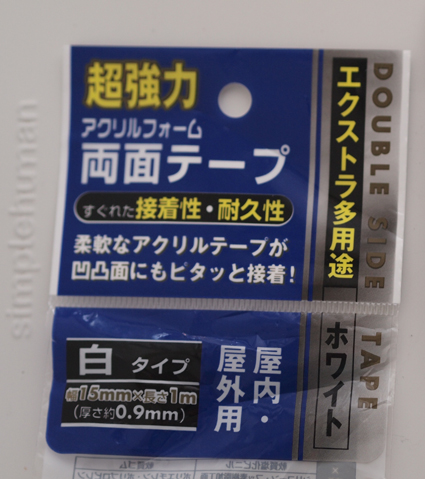 超強力
アクリルフォーム
両面テープ
すぐれた接着性・耐久性
柔軟なアクリルテープが
凹凸面にもピタッと接着!
エクストラ多用途
DOUBLE SIDE TAPE
ホワイト
白 タイプ
幅15mm×長さ1m
(厚さ約0.9mm)
屋内・
屋外用
simplehuman